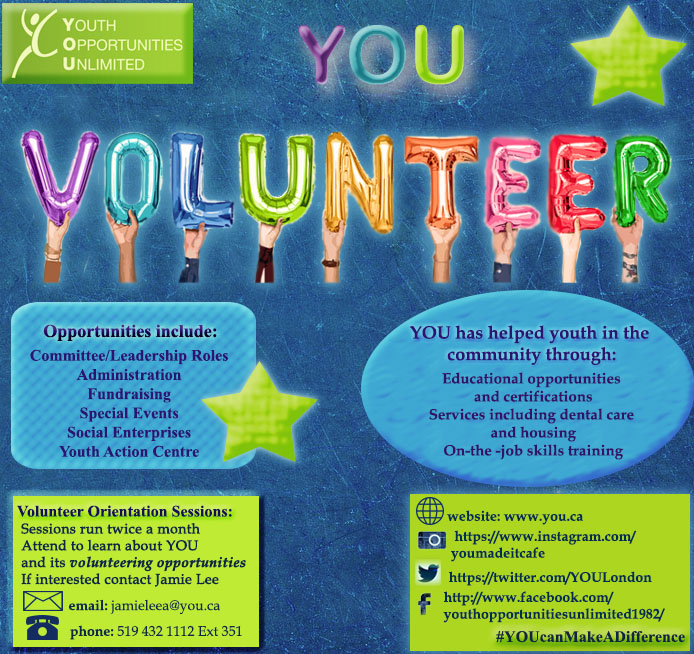 YOUTH
OPPORTUNITIES
UNLIMITED
YOU
VOLUNTEER
Opportunities include:
Committee/Leadership Roles
Administration
Fundraising
Special Events
Social Enterprises
Youth Action Centre
YOU has helped youth in the
community through:
Educational opportunities
and certifications
Services including dental care
and housing
On-the -job skills training
Volunteer Orientation Sessions:
Sessions run twice a month
Attend to learn about YOU
and its volunteering opportunities
If interested contact Jamie Lee
email: jamieleea@you.ca
phone: 519 432 1112 Ext 351
website: www.you.ca
https://www.instagram.com/
youmadeitcafe
https://twitter.com/YOULondon
http://www.facebook.com/
youthopportunitiesunlimited1982/
#YOUcanMakeADifference